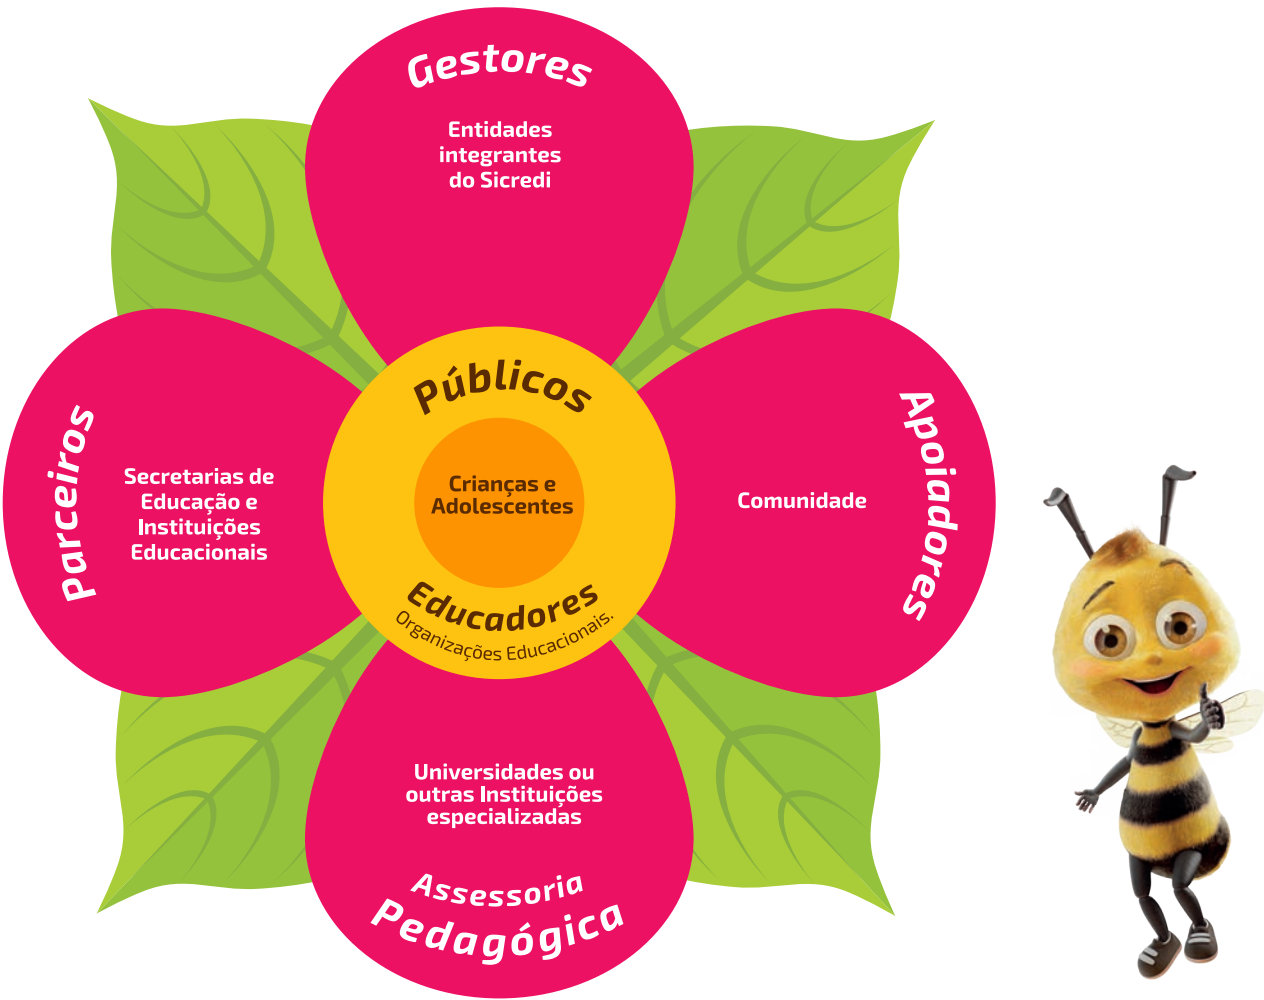 Gestores
Entidades
integrantes
do Sicredi
Parceiros
Secretarias de
Educação e
Instituições
Educacionais
Públicos
Crianças e
Adolescentes
Educadores
Organizações Educacionais.
Comunidade
Apoiadores
Universidades ou
outras Instituições
especializadas
Assessoria
Pedagógica